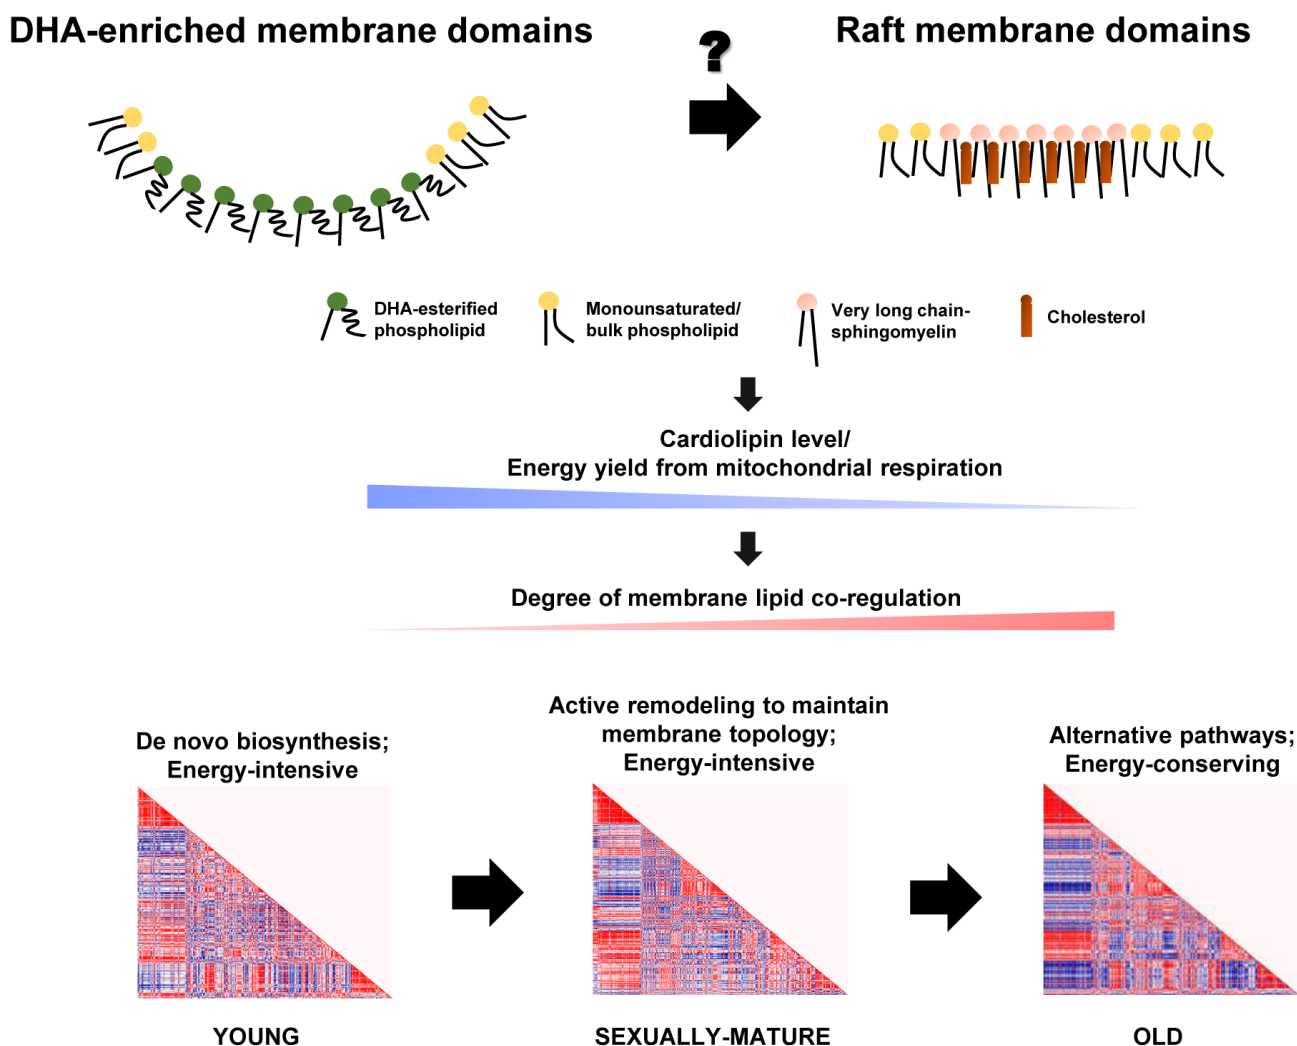 DHA-enriched membrane domains
?
Raft membrane domains
DHA-esterified
phospholipid
Monounsaturated/
bulk phospholipid
Very long chain-
sphingomyelin
Cholesterol
Cardiolipin level/
Energy yield from mitochondrial respiration
Degree of membrane lipid co-regulation
De novo biosynthesis;
Energy-intensive
Active remodeling to maintain
membrane topology;
Energy-intensive
Alternative pathways;
Energy-conserving
YOUNG
SEXUALLY-MATURE
OLD